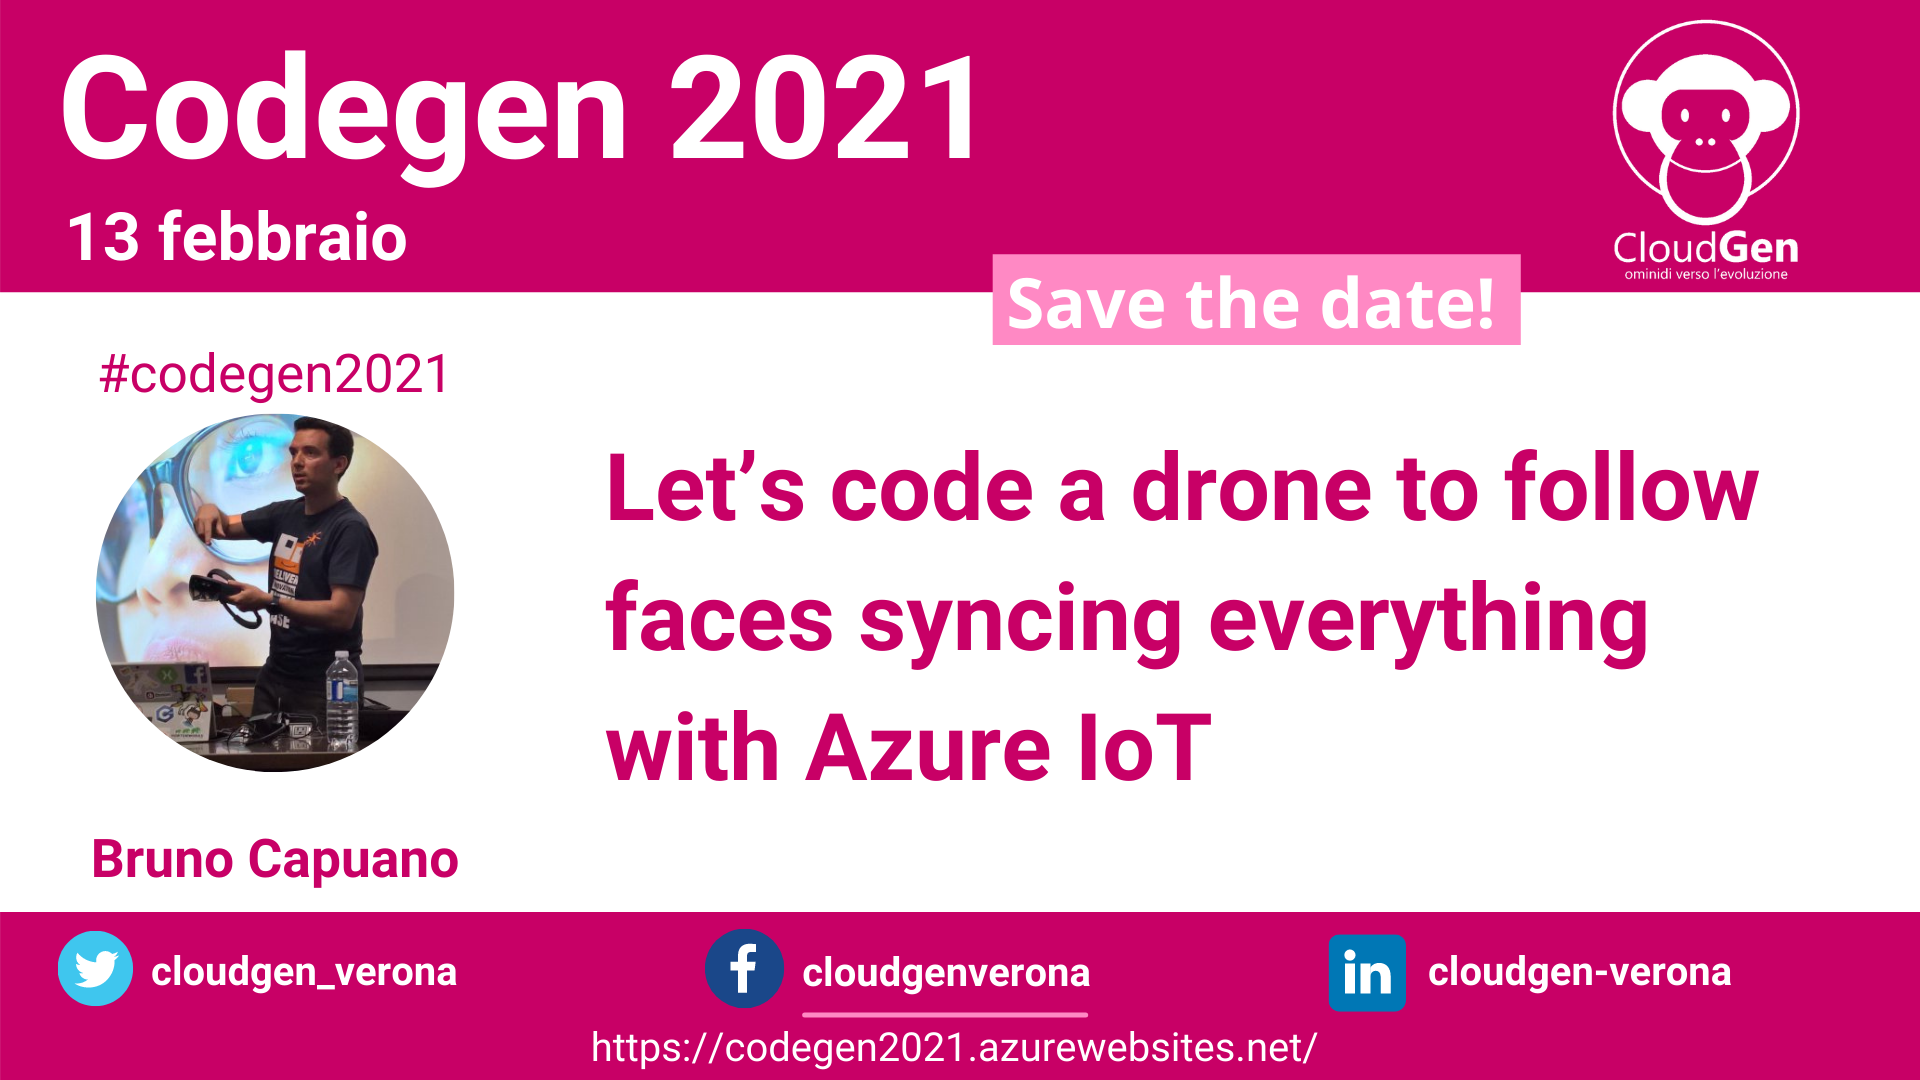 Codegen 2021
13 febbraio
CloudGen
ominidi verso l'evoluzione
Save the date!
#codegen2021
Let’s code a drone to follow
faces syncing everything
with Azure IoT
DELIVER
Bruno Capuano
cloudgen_verona
cloudgenverona
cloudgen-verona
https://codegen2021.azurewebsites.net/